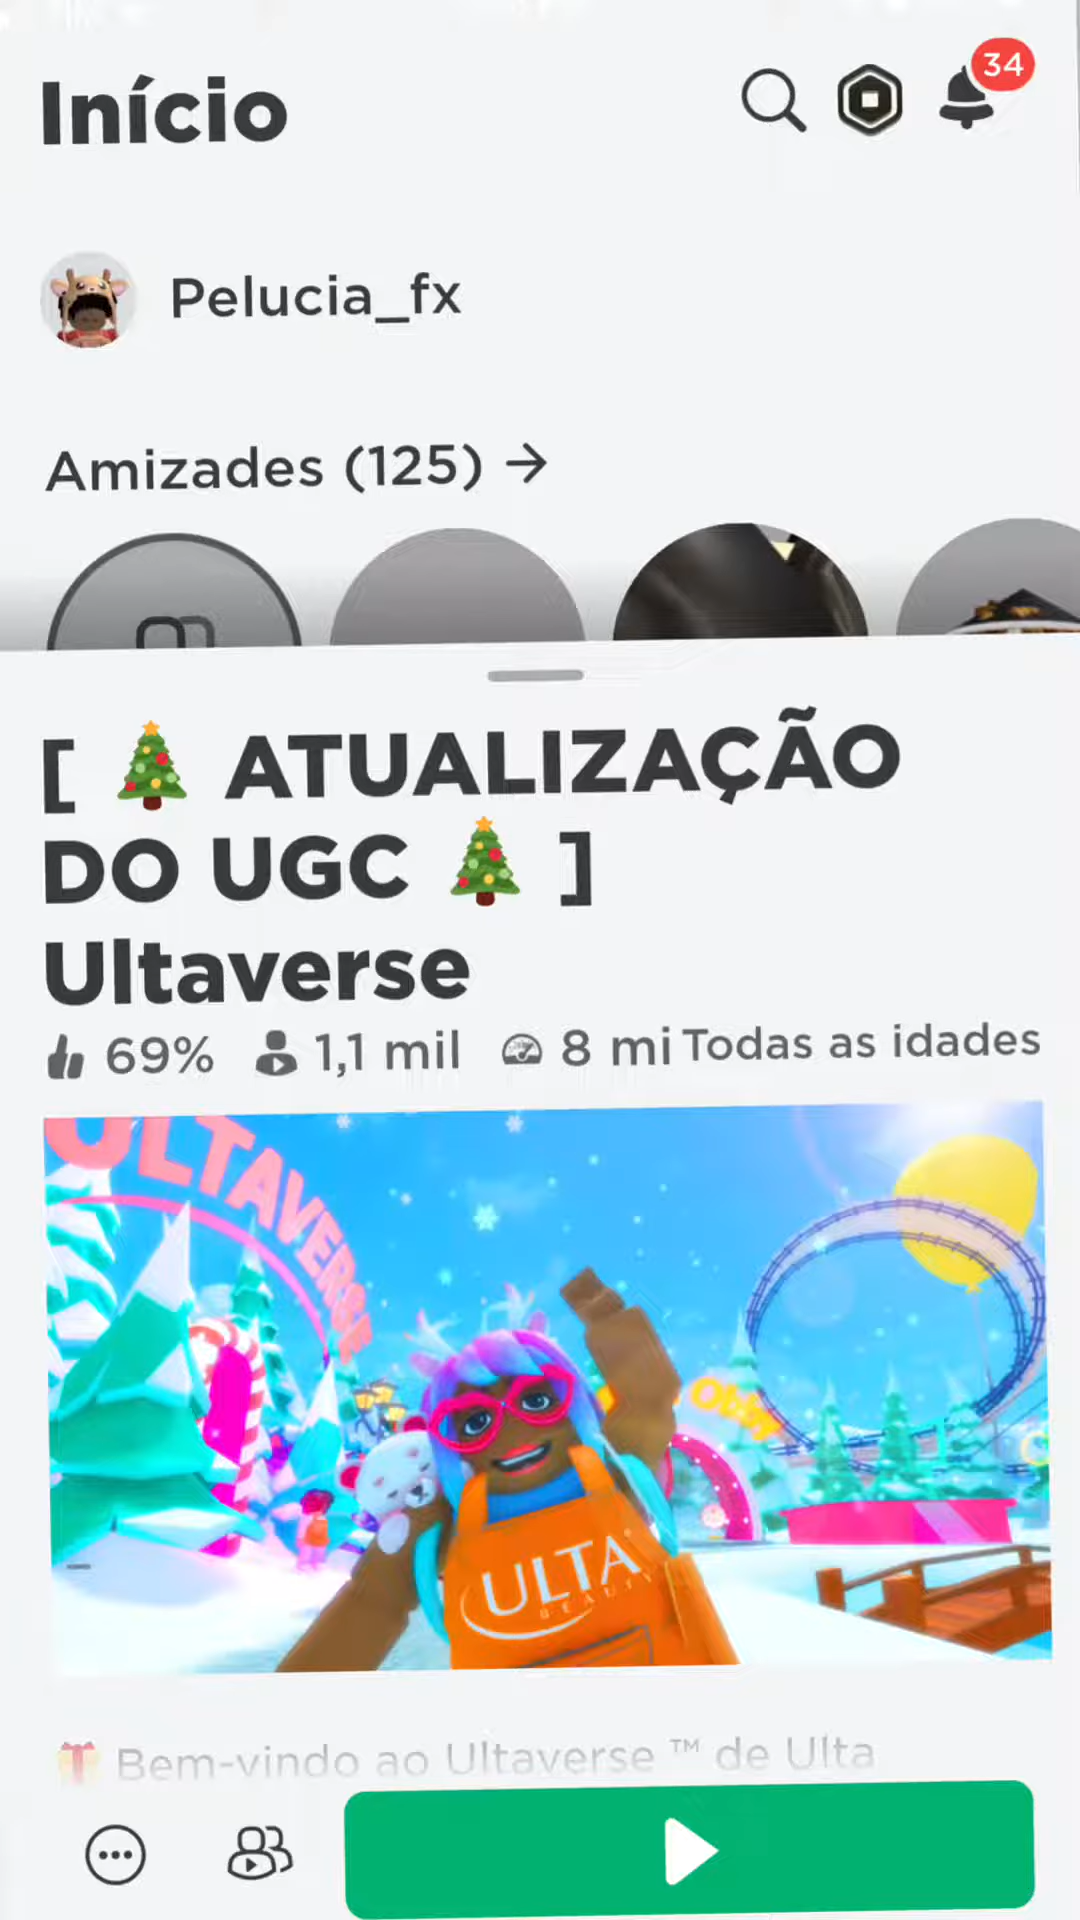 Início
34
Pelucia_fx
Amizades (125) →
[ 🎄 ATUALIZAÇÃO
DO UGC 🎄 ]
Ultaverse
69% 1,1 mil 8 mi Todas as idades
ULTAVERSE
Obby
ULTA
BEAUTY
🎁 Bem-vindo ao Ultaverse ™ de Ulta